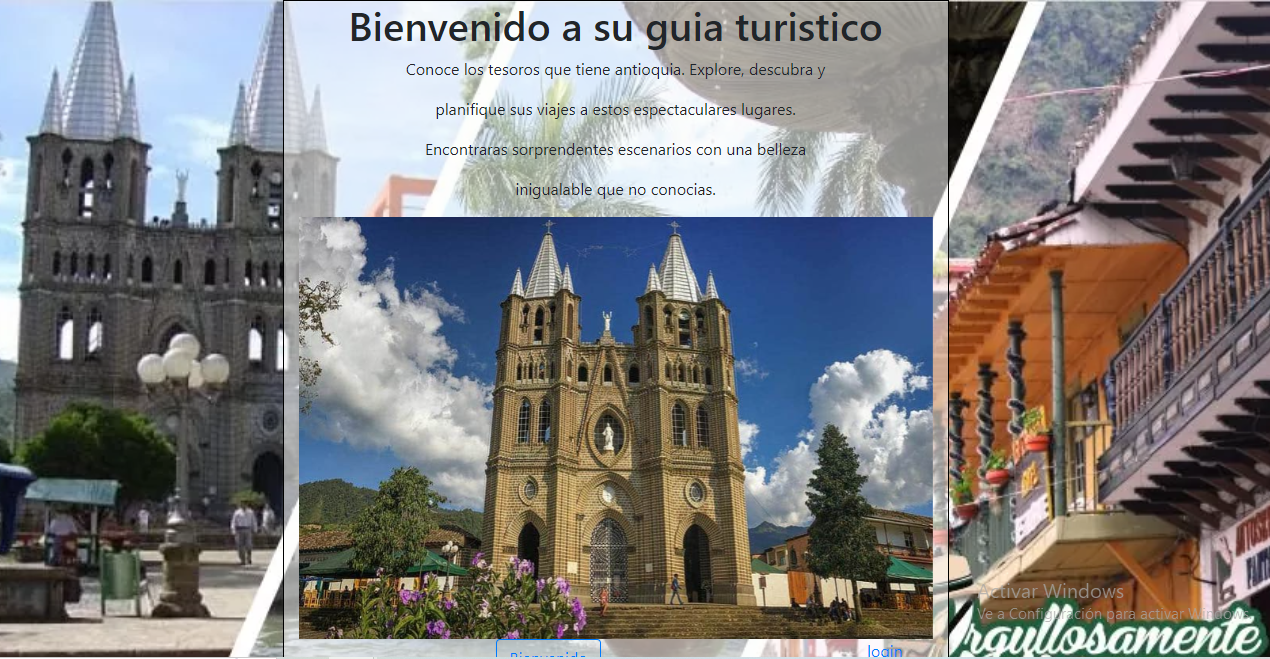 Bienvenido a su guia turistico
Conoce los tesoros que tiene antioquia. Explore, descubra y
planifique sus viajes a estos espectaculares lugares.
Encontraras sorprendentes escenarios con una belleza
inigualable que no conocias.
Activar Windows
Ve a Configuración para activar Windows.
Bienvenido
login